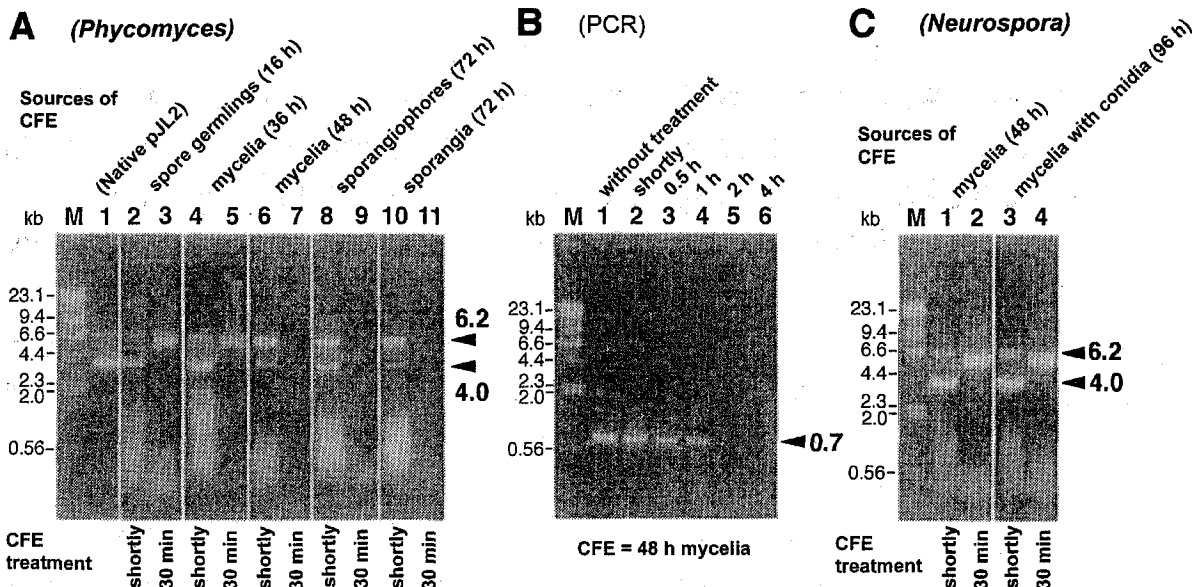 A (Phycomyces)
Sources of
CFE
(Native pJL2)
spore germlings (16 h)
mycelia (36 h)
mycelia (48 h)
sporangiophores (72 h)
sporangia (72 h)
kb M 1 2 3 4 5 6 7 8 9 10 11
23.1
9.4
6.6
4.4
2.3
2.0
0.56
6.2
4.0
CFE
treatment
shortly
30 min
shortly
30 min
shortly
30 min
shortly
30 min
shortly
30 min
B (PCR)
without treatment
shortly
0.5 h
1 h
2 h
4 h
kb M 1 2 3 4 5 6
23.1
9.4
6.6
4.4
2.3
2.0
0.56
0.7
CFE = 48 h mycelia
C (Neurospora)
Sources of
CFE
mycelia (48 h)
mycelia with conidia (96 h)
kb M 1 2 3 4
23.1
9.4
6.6
4.4
2.3
2.0
0.56
6.2
4.0
CFE
treatment
shortly
30 min
shortly
30 min